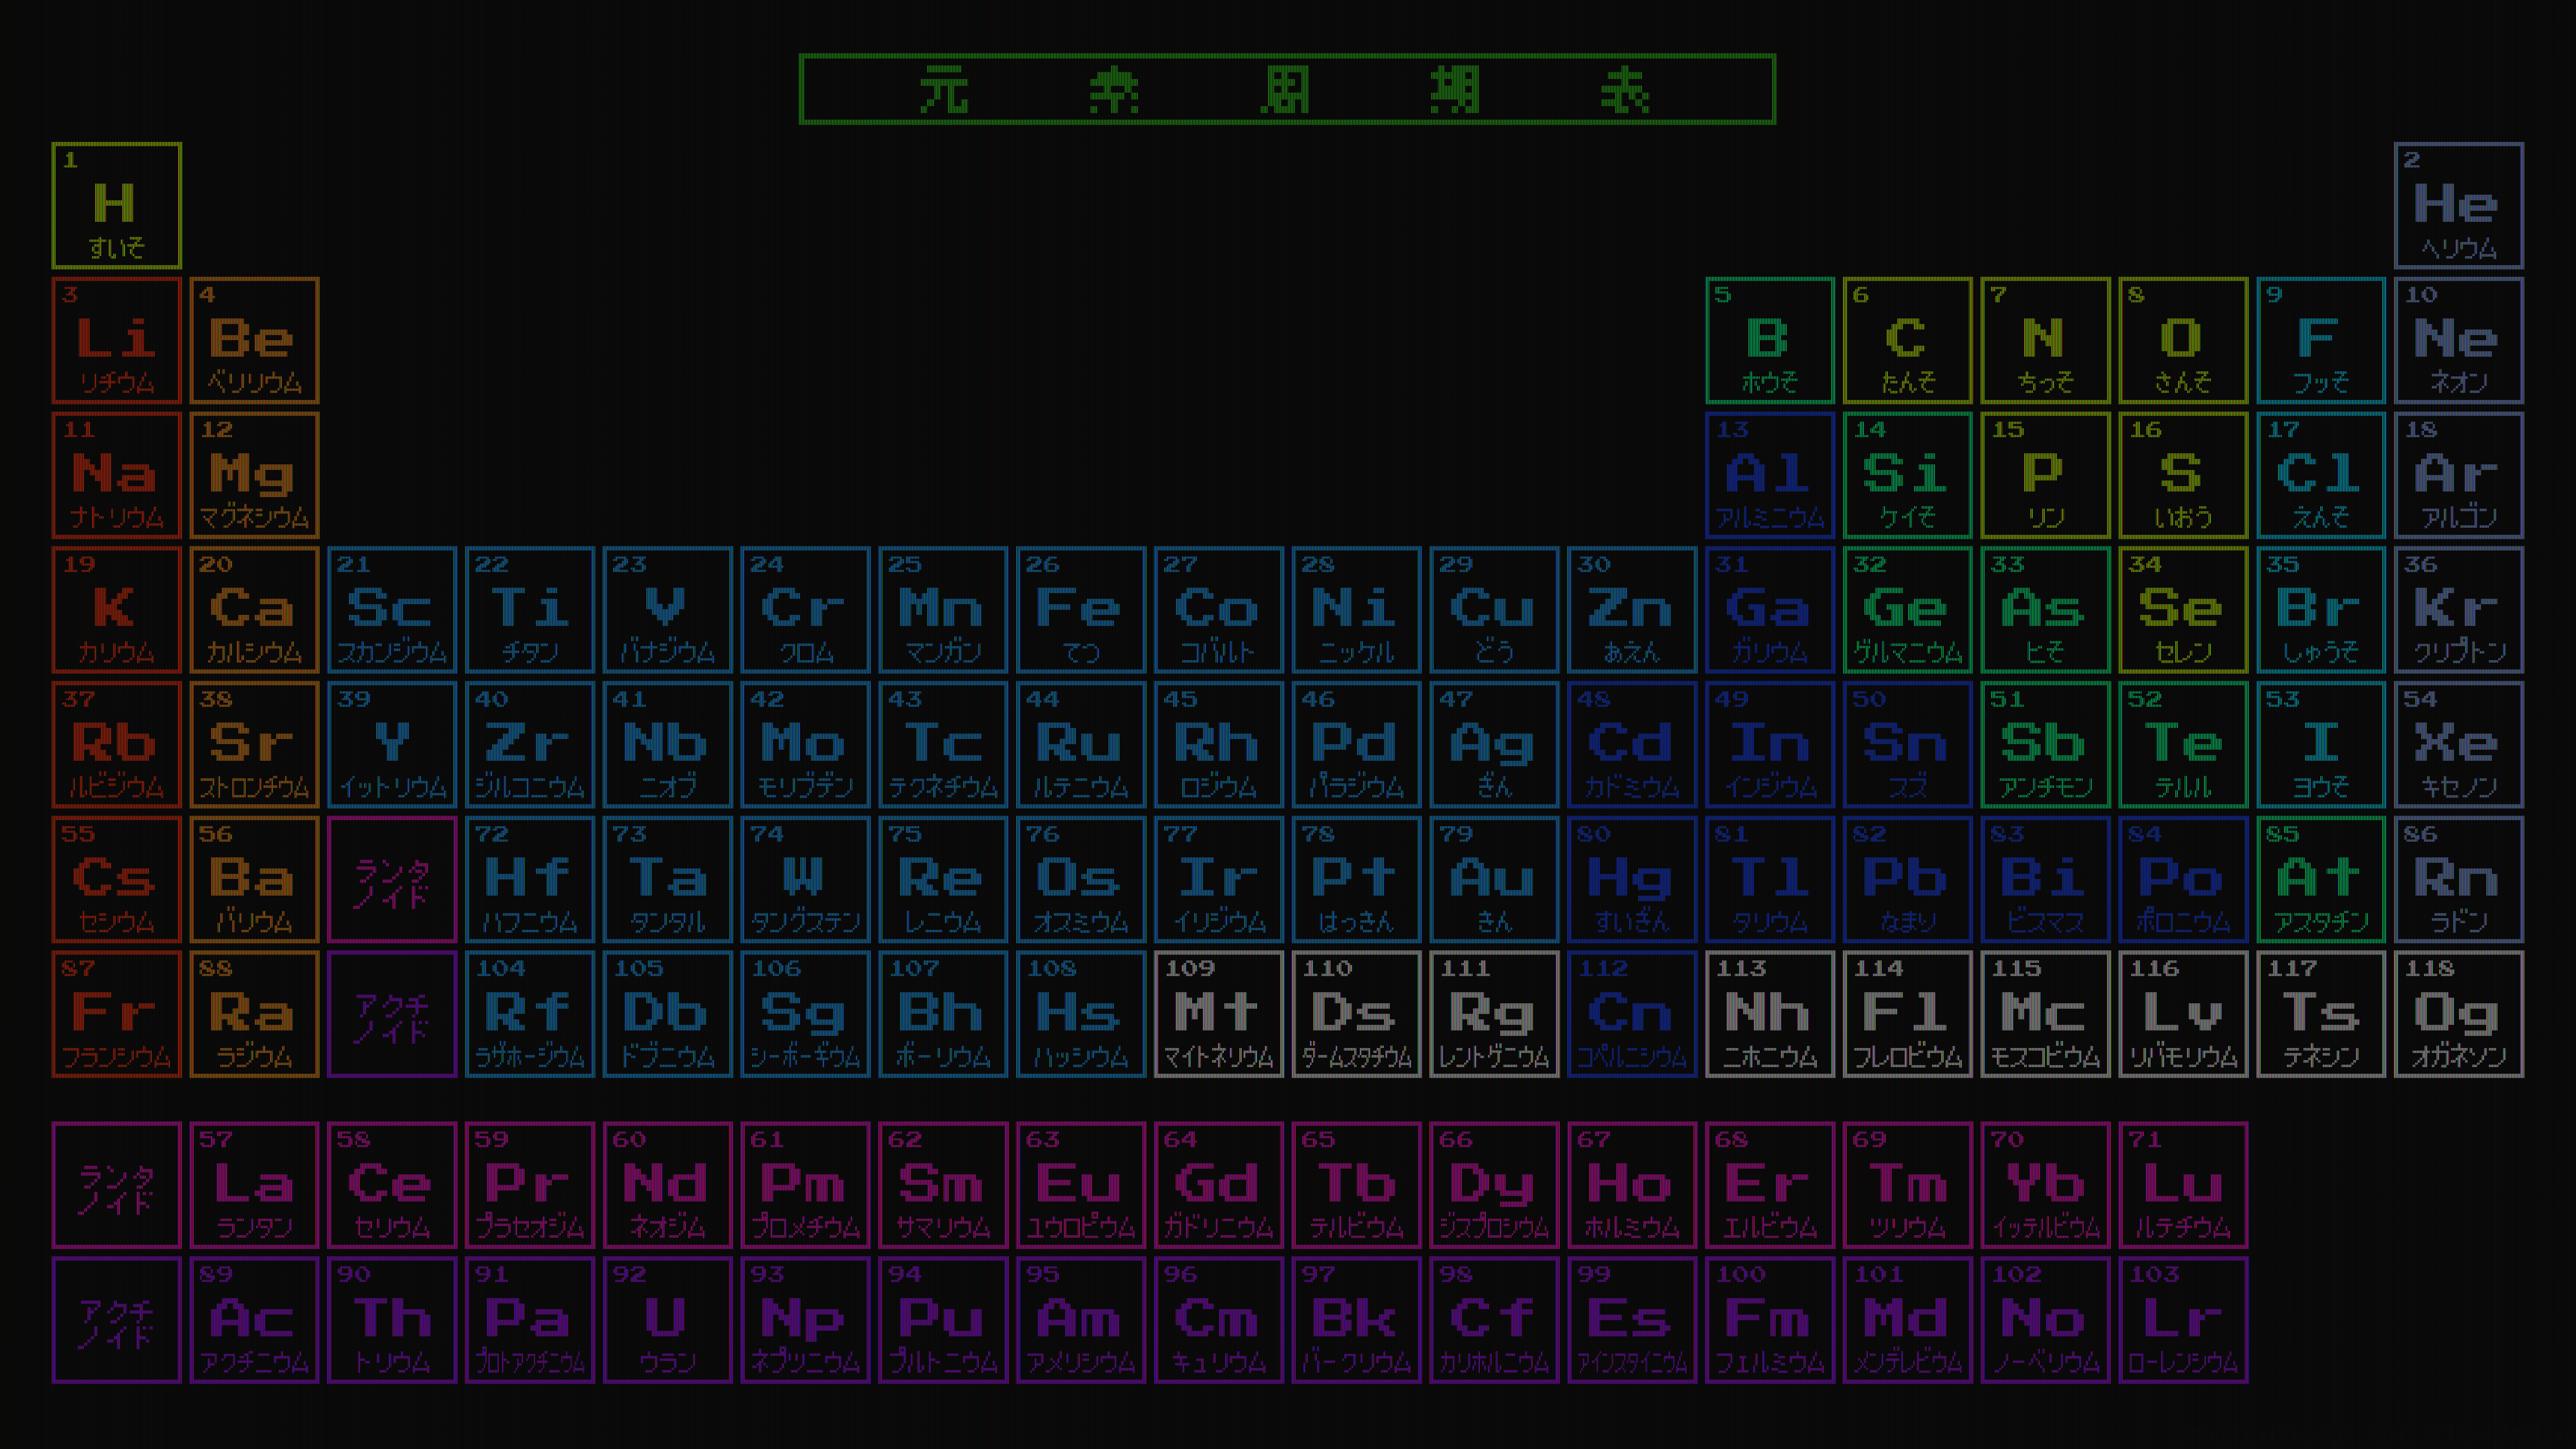 元素周期表
1
H
すいそ
2
He
ヘリウム
3
Li
リチウム
4
Be
ベリリウム
5
B
ホウそ
6
C
たんそ
7
N
ちっそ
8
O
さんそ
9
F
フッそ
10
Ne
ネオン
11
Na
ナトリウム
12
Mg
マグネシウム
13
Al
アルミニウム
14
Si
ケイそ
15
P
リン
16
S
いおう
17
Cl
えんそ
18
Ar
アルゴン
19
K
カリウム
20
Ca
カルシウム
21
Sc
スカンジウム
22
Ti
チタン
23
V
バナジウム
24
Cr
クロム
25
Mn
マンガン
26
Fe
てつ
27
Co
コバルト
28
Ni
ニッケル
29
Cu
どう
30
Zn
あえん
31
Ga
ガリウム
32
Ge
ゲルマニウム
33
As
ヒそ
34
Se
セレン
35
Br
しゅうそ
36
Kr
クリプトン
37
Rb
ルビジウム
38
Sr
ストロンチウム
39
Y
イットリウム
40
Zr
ジルコニウム
41
Nb
ニオブ
42
Mo
モリブデン
43
Tc
テクネチウム
44
Ru
ルテニウム
45
Rh
ロジウム
46
Pd
パラジウム
47
Ag
ぎん
48
Cd
カドミウム
49
In
インジウム
50
Sn
スズ
51
Sb
アンチモン
52
Te
テルル
53
I
ヨウそ
54
Xe
キセノン
55
Cs
セシウム
56
Ba
バリウム
ランタ
ノイド
72
Hf
ハフニウム
73
Ta
タンタル
74
W
タングステン
75
Re
レニウム
76
Os
オスミウム
77
Ir
イリジウム
78
Pt
はっきん
79
Au
きん
80
Hg
すいぎん
81
Tl
タリウム
82
Pb
なまり
83
Bi
ビスマス
84
Po
ポロニウム
85
At
アスタチン
86
Rn
ラドン
87
Fr
フランシウム
88
Ra
ラジウム
アクチ
ノイド
104
Rf
ラザホージウム
105
Db
ドブニウム
106
Sg
シーボーギウム
107
Bh
ボーリウム
108
Hs
ハッシウム
109
Mt
マイトネリウム
110
Ds
ダームスタチウム
111
Rg
レントゲニウム
112
Cn
コペルニシウム
113
Nh
ニホニウム
114
Fl
フレロビウム
115
Mc
モスコビウム
116
Lv
リバモリウム
117
Ts
テネシン
118
Og
オガネソン
ランタ
ノイド
57
La
ランタン
58
Ce
セリウム
59
Pr
プラセオジム
60
Nd
ネオジム
61
Pm
プロメチウム
62
Sm
サマリウム
63
Eu
ユウロピウム
64
Gd
ガドリニウム
65
Tb
テルビウム
66
Dy
ジスプロシウム
67
Ho
ホルミウム
68
Er
エルビウム
69
Tm
ツリウム
70
Yb
イッテルビウム
71
Lu
ルテチウム
アクチ
ノイド
89
Ac
アクチニウム
90
Th
トリウム
91
Pa
プロトアクチニウム
92
U
ウラン
93
Np
ネプツニウム
94
Pu
プルトニウム
95
Am
アメリシウム
96
Cm
キュリウム
97
Bk
バークリウム
98
Cf
カリホルニウム
99
Es
アインスタイニウム
100
Fm
フェルミウム
101
Md
メンデレビウム
102
No
ノーベリウム
103
Lr
ローレンシウム